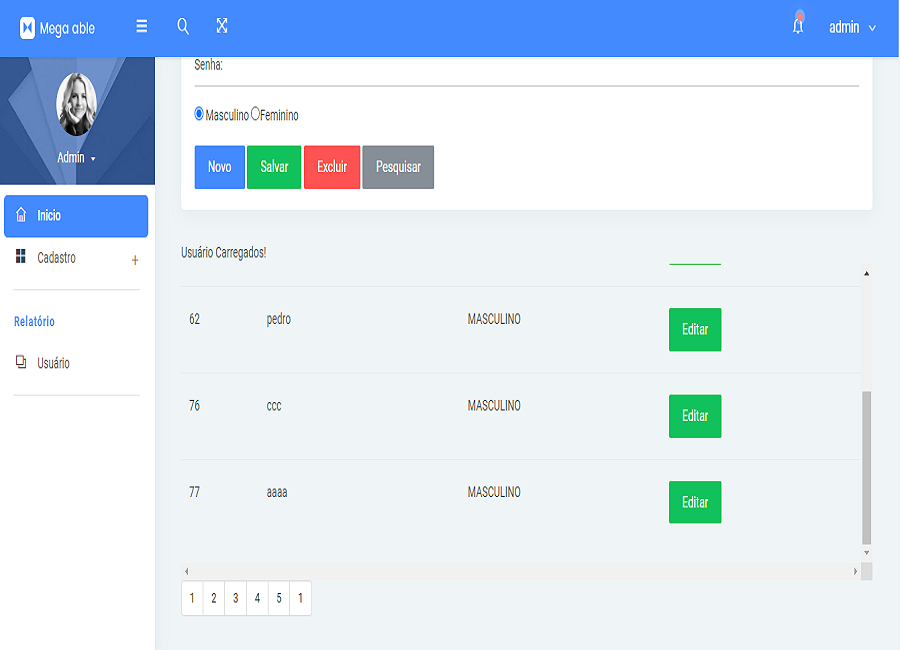 Mega able
admin
Admin
Inicio
Cadastro +
Relatório
Usuário
Senha:
Masculino Feminino
Novo Salvar Excluir Pesquisar
Usuário Carregados!
62 pedro MASCULINO Editar
76 ccc MASCULINO Editar
77 aaaa MASCULINO Editar
1 2 3 4 5 1